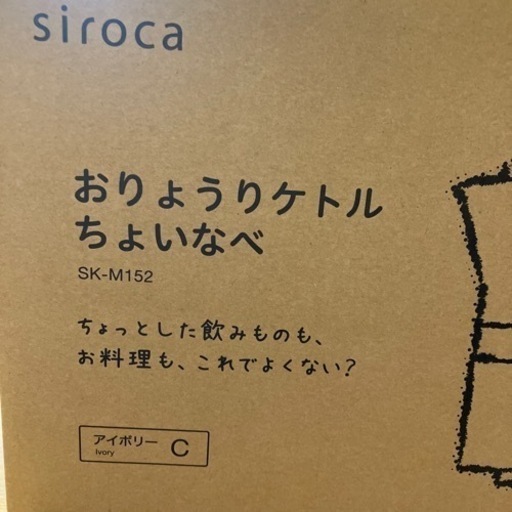 siroca
おりょうりケトル
ちょいなべ
SK-M152
ちょっとした飲みものも、
お料理も、これでよくない?
アイボリー C
Ivory